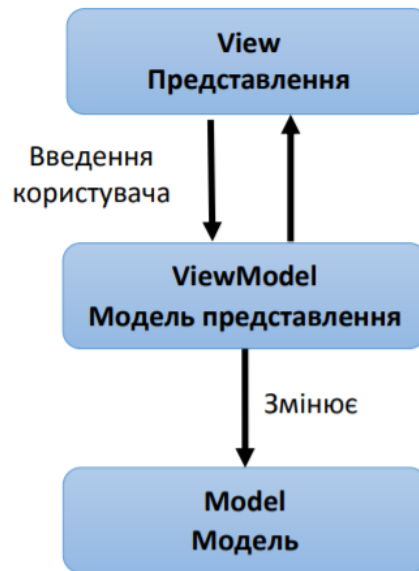 View
Представлення
Введення
користувача
ViewModel
Модель представлення
Змінює
Model
Модель